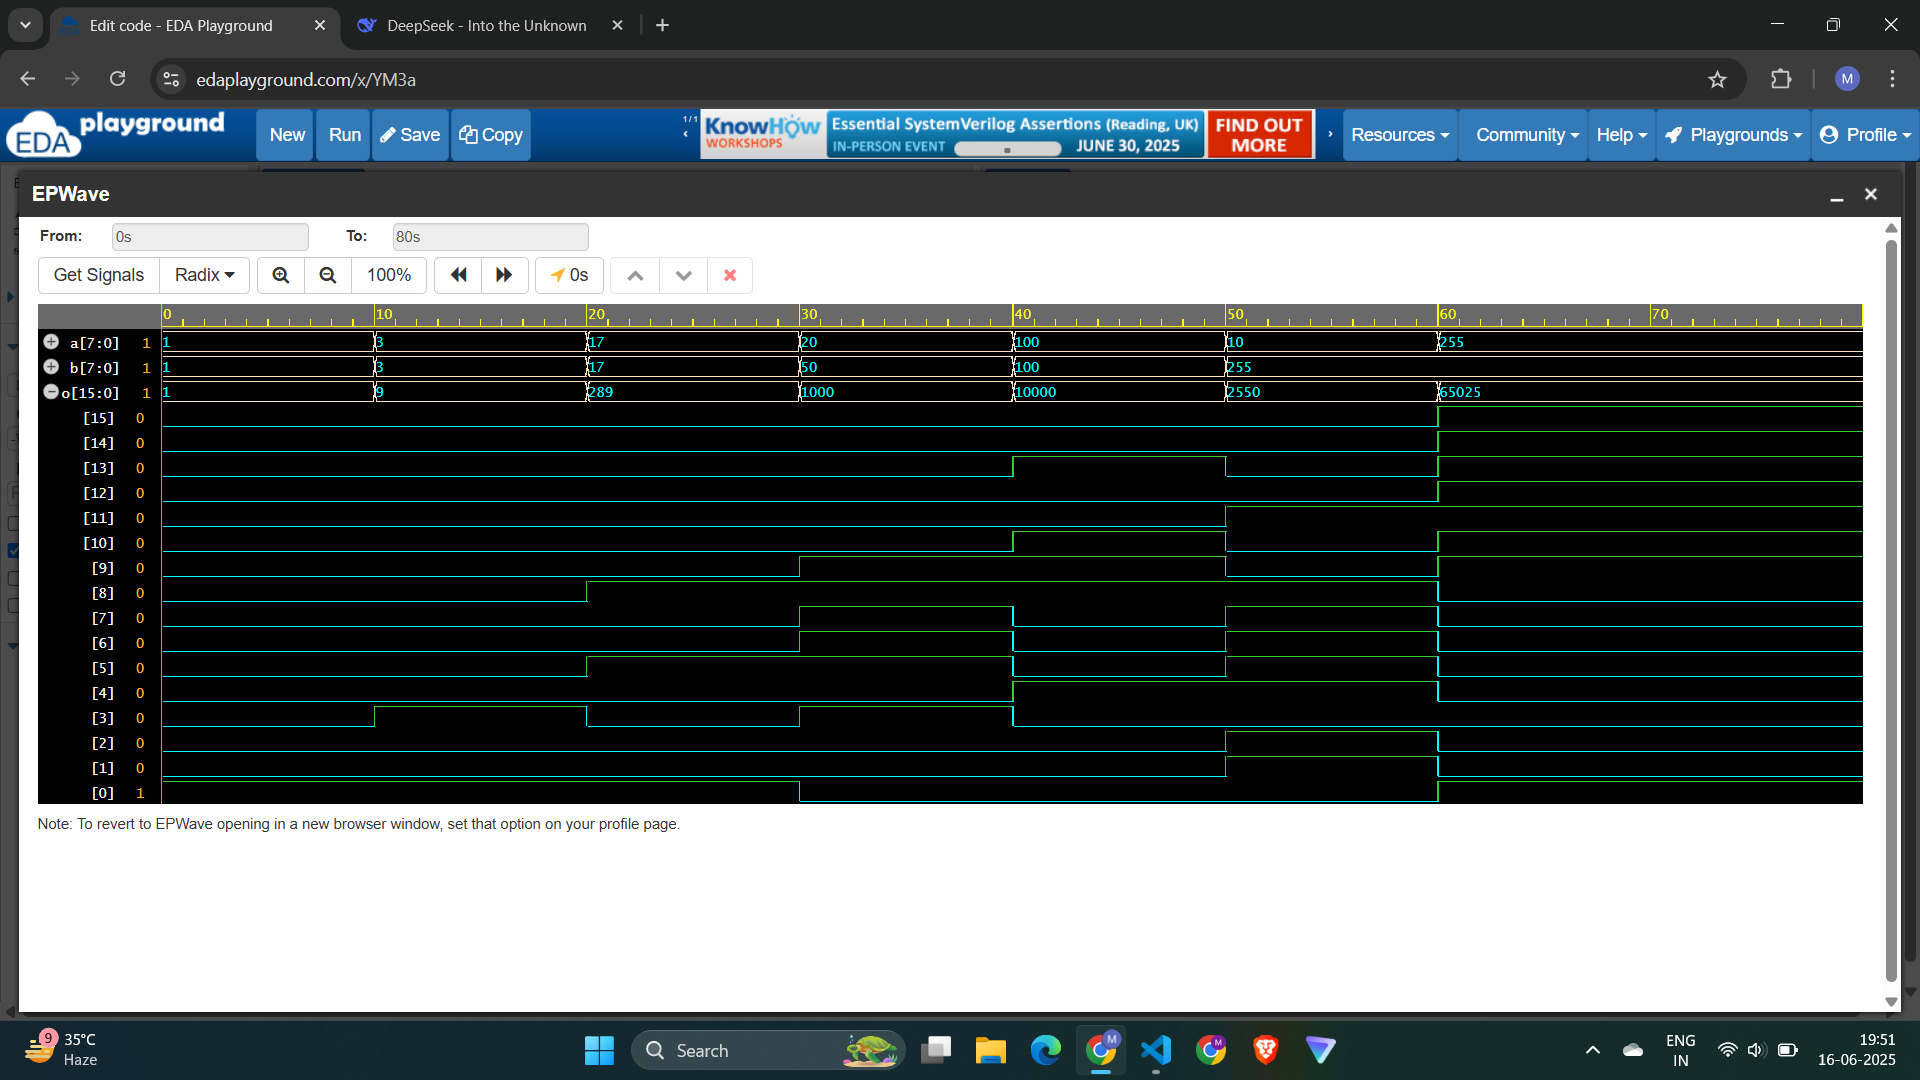 Edit code - EDA Playground
DeepSeek - Into the Unknown
edaplayground.com/x/YM3a
M
EDA playground
New
Run
Save
Copy
1/1
KnowHow WORKSHOPS
Essential SystemVerilog Assertions (Reading, UK)
IN-PERSON EVENT
JUNE 30, 2025
FIND OUT MORE
Resources
Community
Help
Playgrounds
Profile
EPWave
From:
0s
To:
80s
Get Signals
Radix
100%
0s
0 10 20 30 40 50 60 70
a[7:0] 1 1 3 17 20 100 10 255
b[7:0] 1 1 3 17 50 100 255
o[15:0] 1 1 9 289 1000 10000 2550 65025
[15] 0
[14] 0
[13] 0
[12] 0
[11] 0
[10] 0
[9] 0
[8] 0
[7] 0
[6] 0
[5] 0
[4] 0
[3] 0
[2] 0
[1] 0
[0] 1
Note: To revert to EPWave opening in a new browser window, set that option on your profile page.
9
35°C
Haze
Search
M
M
ENG
IN
19:51
16-06-2025